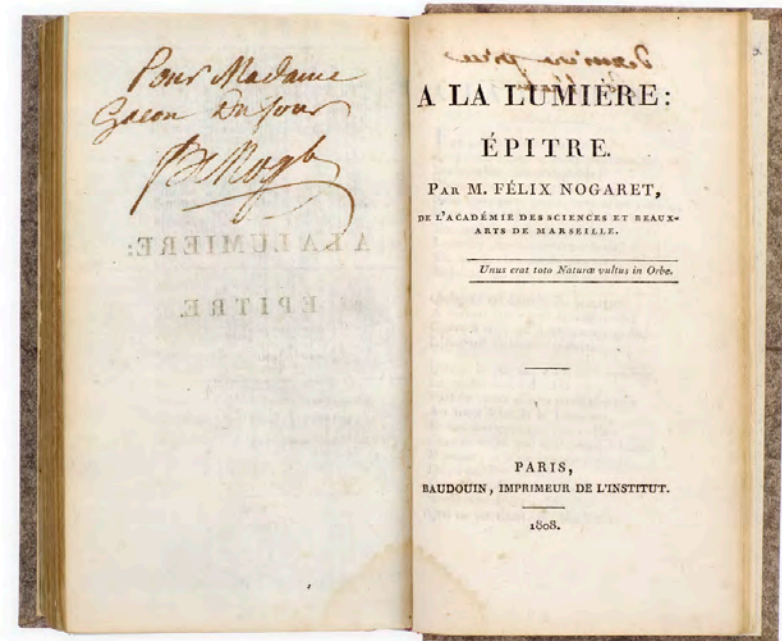 Pour Madame
Gacon Dufour
A LA LUMIÈRE:
ÉPITRE.
PAR M. FÉLIX NOGARET,
DE L'ACADÉMIE DES SCIENCES ET BEAUX-
ARTS DE MARSEILLE.
Unus erat toto Naturæ vultus in Orbe.
PARIS,
BAUDOUIN, IMPRIMEUR DE L'INSTITUT.
1808.